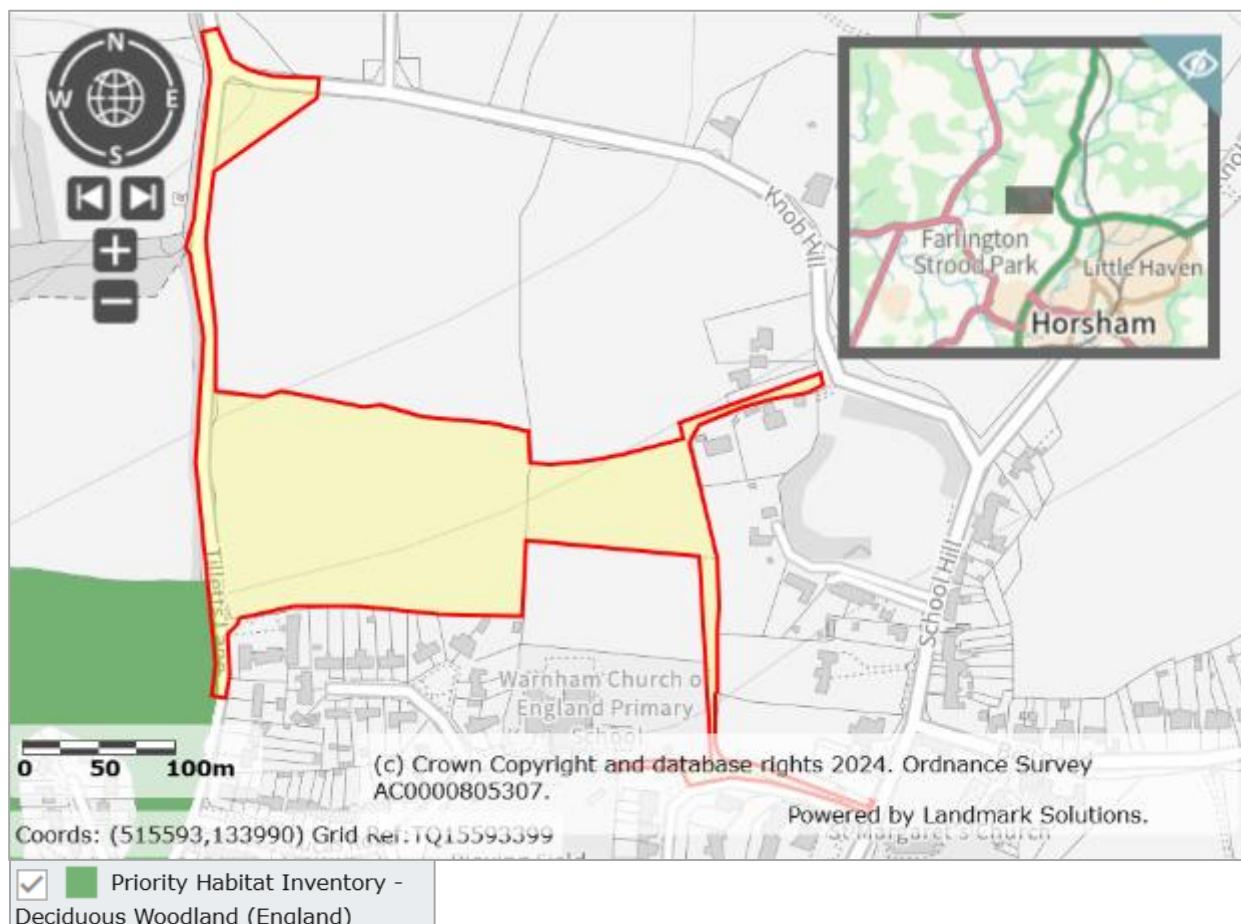 N
W
E
S
Farlington
Strood Park
Little Haven
Horsham
Knob Hill
School Hill
Warnham Church of
England Primary
School
0 50 100m
(c) Crown Copyright and database rights 2024. Ordnance Survey
AC0000805307.
Powered by Landmark Solutions.
St Margaret's Church
Coords: (515593,133990) Grid Ref:TQ15593399
Playing Field
Priority Habitat Inventory -
Deciduous Woodland (England)